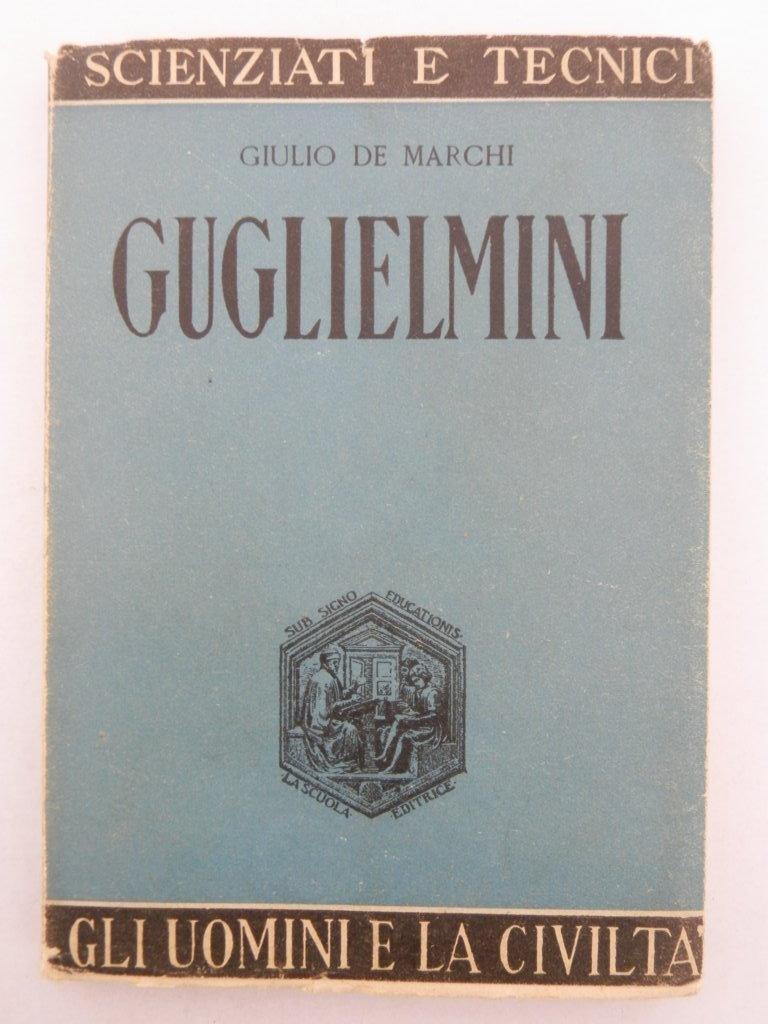 SCIENZIATI E TECNICI
GIULIO DE MARCHI
GUGLIELMINI
SUB SIGNO EDUCATIONIS
LA SCUOLA EDITRICE
GLI UOMINI E LA CIVILTA'